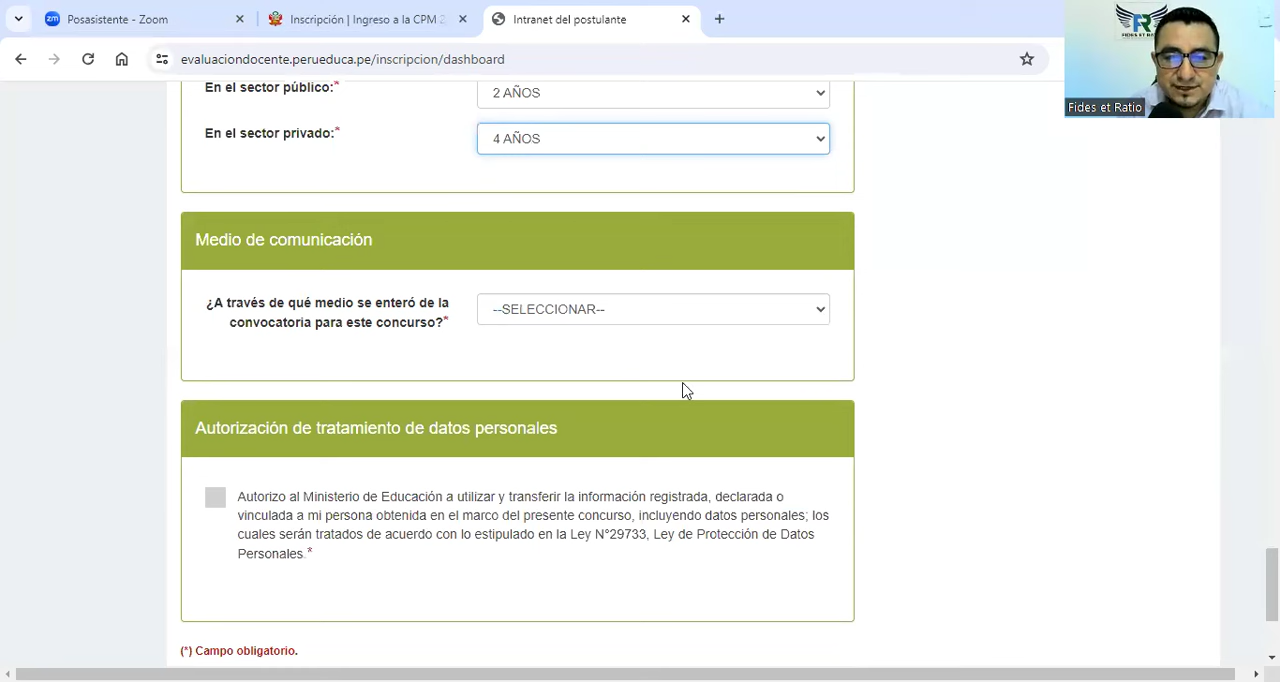 Posasistente - Zoom
Inscripción | Ingreso a la CPM 2
Intranet del postulante
evaluaciondocente.perueduca.pe/inscripcion/dashboard
FIDES ET RATIO
Fides et Ratio
En el sector público:*
2 AÑOS
En el sector privado:*
4 AÑOS
Medio de comunicación
¿A través de qué medio se enteró de la
convocatoria para este concurso?*
--SELECCIONAR--
Autorización de tratamiento de datos personales
Autorizo al Ministerio de Educación a utilizar y transferir la información registrada, declarada o
vinculada a mi persona obtenida en el marco del presente concurso, incluyendo datos personales; los
cuales serán tratados de acuerdo con lo estipulado en la Ley N°29733, Ley de Protección de Datos
Personales.*
(*) Campo obligatorio.